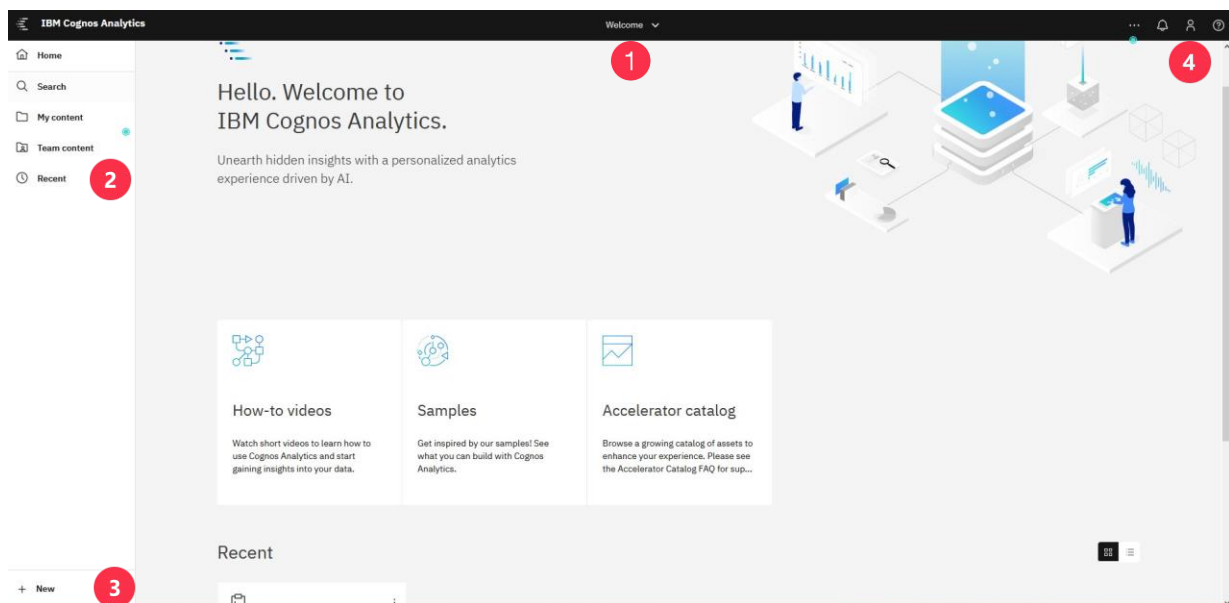 IBM Cognos Analytics
Welcome
1
4
Home
Search
My content
Team content
Recent
2
Hello. Welcome to
IBM Cognos Analytics.
Unearth hidden insights with a personalized analytics
experience driven by AI.
How-to videos
Watch short videos to learn how to
use Cognos Analytics and start
gaining insights into your data.
Samples
Get inspired by our samples! See
what you can build with Cognos
Analytics.
Accelerator catalog
Browse a growing catalog of assets to
enhance your experience. Please see
the Accelerator Catalog FAQ for sup...
Recent
+ New
3